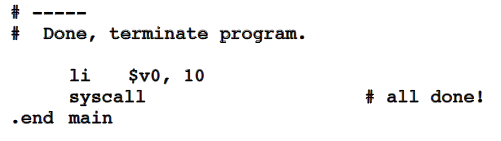 # -----
#  Done, terminate program.
li   $v0, 10
syscall                      # all done!
.end main